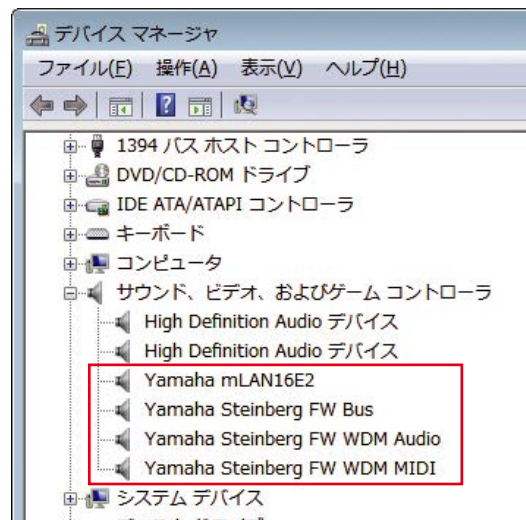 デバイス マネージャ
ファイル(F) 操作(A) 表示(V) ヘルプ(H)
1394 バス ホスト コントローラ
DVD/CD-ROM ドライブ
IDE ATA/ATAPI コントローラ
キーボード
コンピュータ
サウンド、ビデオ、およびゲーム コントローラ
High Definition Audio デバイス
High Definition Audio デバイス
Yamaha mLAN16E2
Yamaha Steinberg FW Bus
Yamaha Steinberg FW WDM Audio
Yamaha Steinberg FW WDM MIDI
システム デバイス